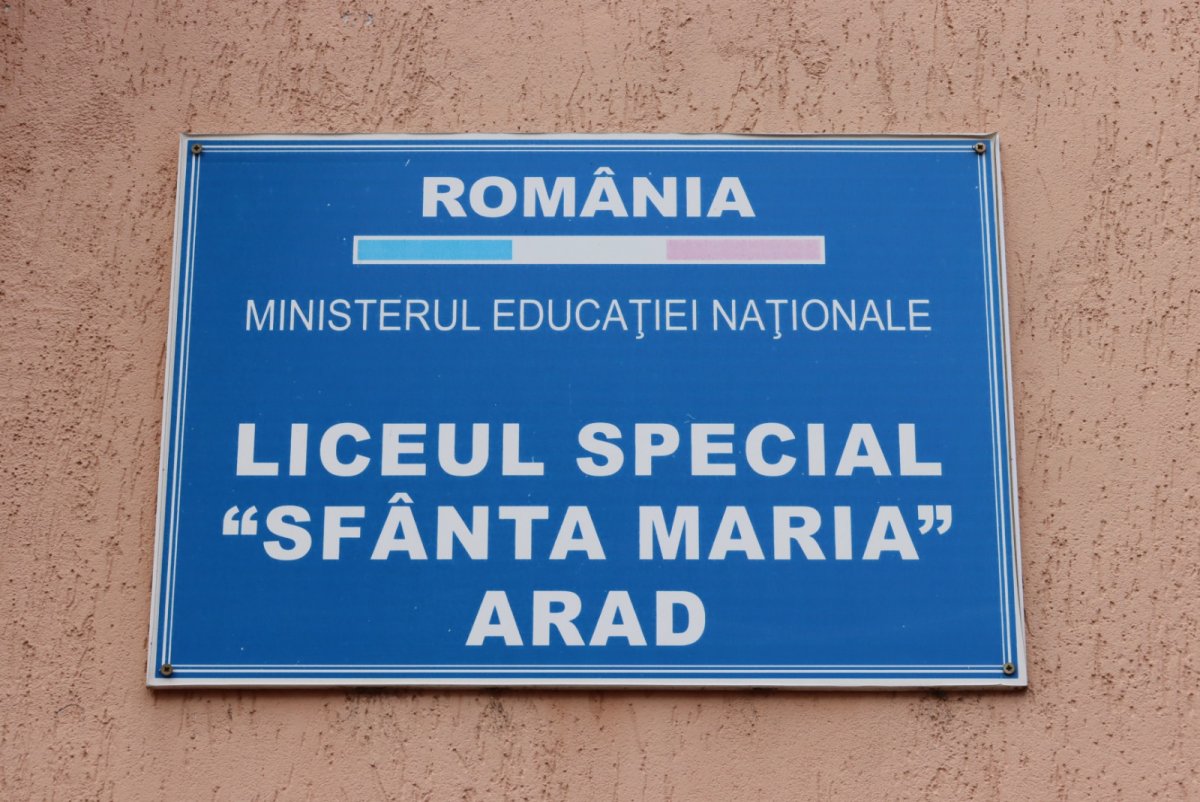 ROMÂNIA
MINISTERUL EDUCAŢIEI NAŢIONALE
LICEUL SPECIAL
“SFÂNTA MARIA”
ARAD